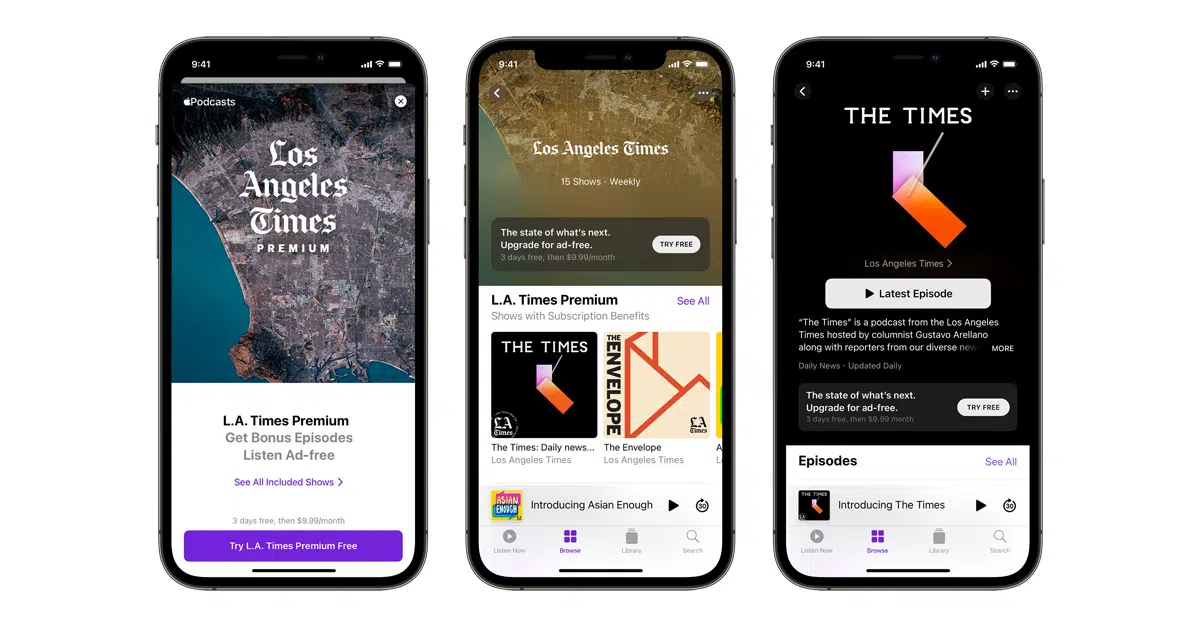 9:41
Podcasts
Los
Angeles
Times
PREMIUM
L.A. Times Premium
Get Bonus Episodes
Listen Ad-free
See All Included Shows
3 days free, then $9.99/month
Try L.A. Times Premium Free
9:41
Los Angeles Times
15 Shows · Weekly
The state of what's next.
Upgrade for ad-free.
3 days free, then $9.99/month
TRY FREE
L.A. Times Premium
See All
Shows with Subscription Benefits
THE TIMES
LA
Times
THE ENVELOPE
LA
Times
The Times: Daily news...
Los Angeles Times
The Envelope
Los Angeles Times
A
Lo
ASIAN
ENOUGH
Introducing Asian Enough
30
Listen Now
Browse
Library
Search
9:41
THE TIMES
Los Angeles Times
Latest Episode
“The Times” is a podcast from the Los Angeles
Times hosted by columnist Gustavo Arellano
along with reporters from our diverse new MORE
Daily News · Updated Daily
The state of what's next.
Upgrade for ad-free.
3 days free, then $9.99 month
TRY FREE
Episodes
See All
THE TIMES
LA
Introducing The Times
30
Listen Now
Browse
Library
Search